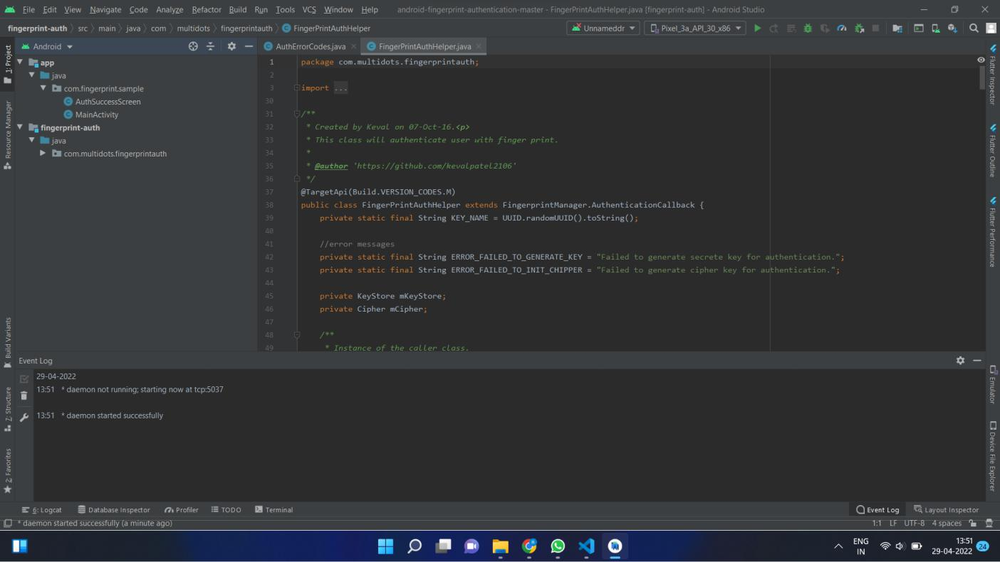 File Edit View Navigate Code Analyze Refactor Build Run Tools VCS Window Help android-fingerprint-authentication-master - FingerPrintAuthHelper.java [fingerprint-auth] - Android Studio
fingerprint-auth src main java com multidots fingerprintauth FingerPrintAuthHelper Unnameddr Pixel_3a_API_30_x86
Android
AuthErrorCodes.java FingerPrintAuthHelper.java
1: Project
Resource Manager
Build Variants
Z: Structure
2: Favorites
app
java
com.fingerprint.sample
AuthSuccessScreen
MainActivity
fingerprint-auth
java
com.multidots.fingerprintauth
1 package com.multidots.fingerprintauth;
2
3 import ...
30
31 /**
32 * Created by Keval on 07-Oct-16.<p>
33 * This class will authenticate user with finger print.
34 *
35 * @author 'https://github.com/kevalpatel2106'
36 */
37 @TargetApi(Build.VERSION_CODES.M)
38 public class FingerPrintAuthHelper extends FingerprintManager.AuthenticationCallback {
39 private static final String KEY_NAME = UUID.randomUUID().toString();
40
41 //error messages
42 private static final String ERROR_FAILED_TO_GENERATE_KEY = "Failed to generate secrete key for authentication.";
43 private static final String ERROR_FAILED_TO_INIT_CHIPPER = "Failed to generate cipher key for authentication.";
44
45 private KeyStore mKeyStore;
46 private Cipher mCipher;
47
48 /**
49 * Instance of the caller class.
Flutter Inspector
Flutter Outline
Flutter Performance
Emulator
Device File Explorer
Event Log
29-04-2022
13:51 * daemon not running; starting now at tcp:5037
13:51 * daemon started successfully
6: Logcat Database Inspector Profiler TODO Terminal Event Log Layout Inspector
* daemon started successfully (a minute ago) 1:1 LF UTF-8 4 spaces
ENG
IN
13:51
29-04-2022
24